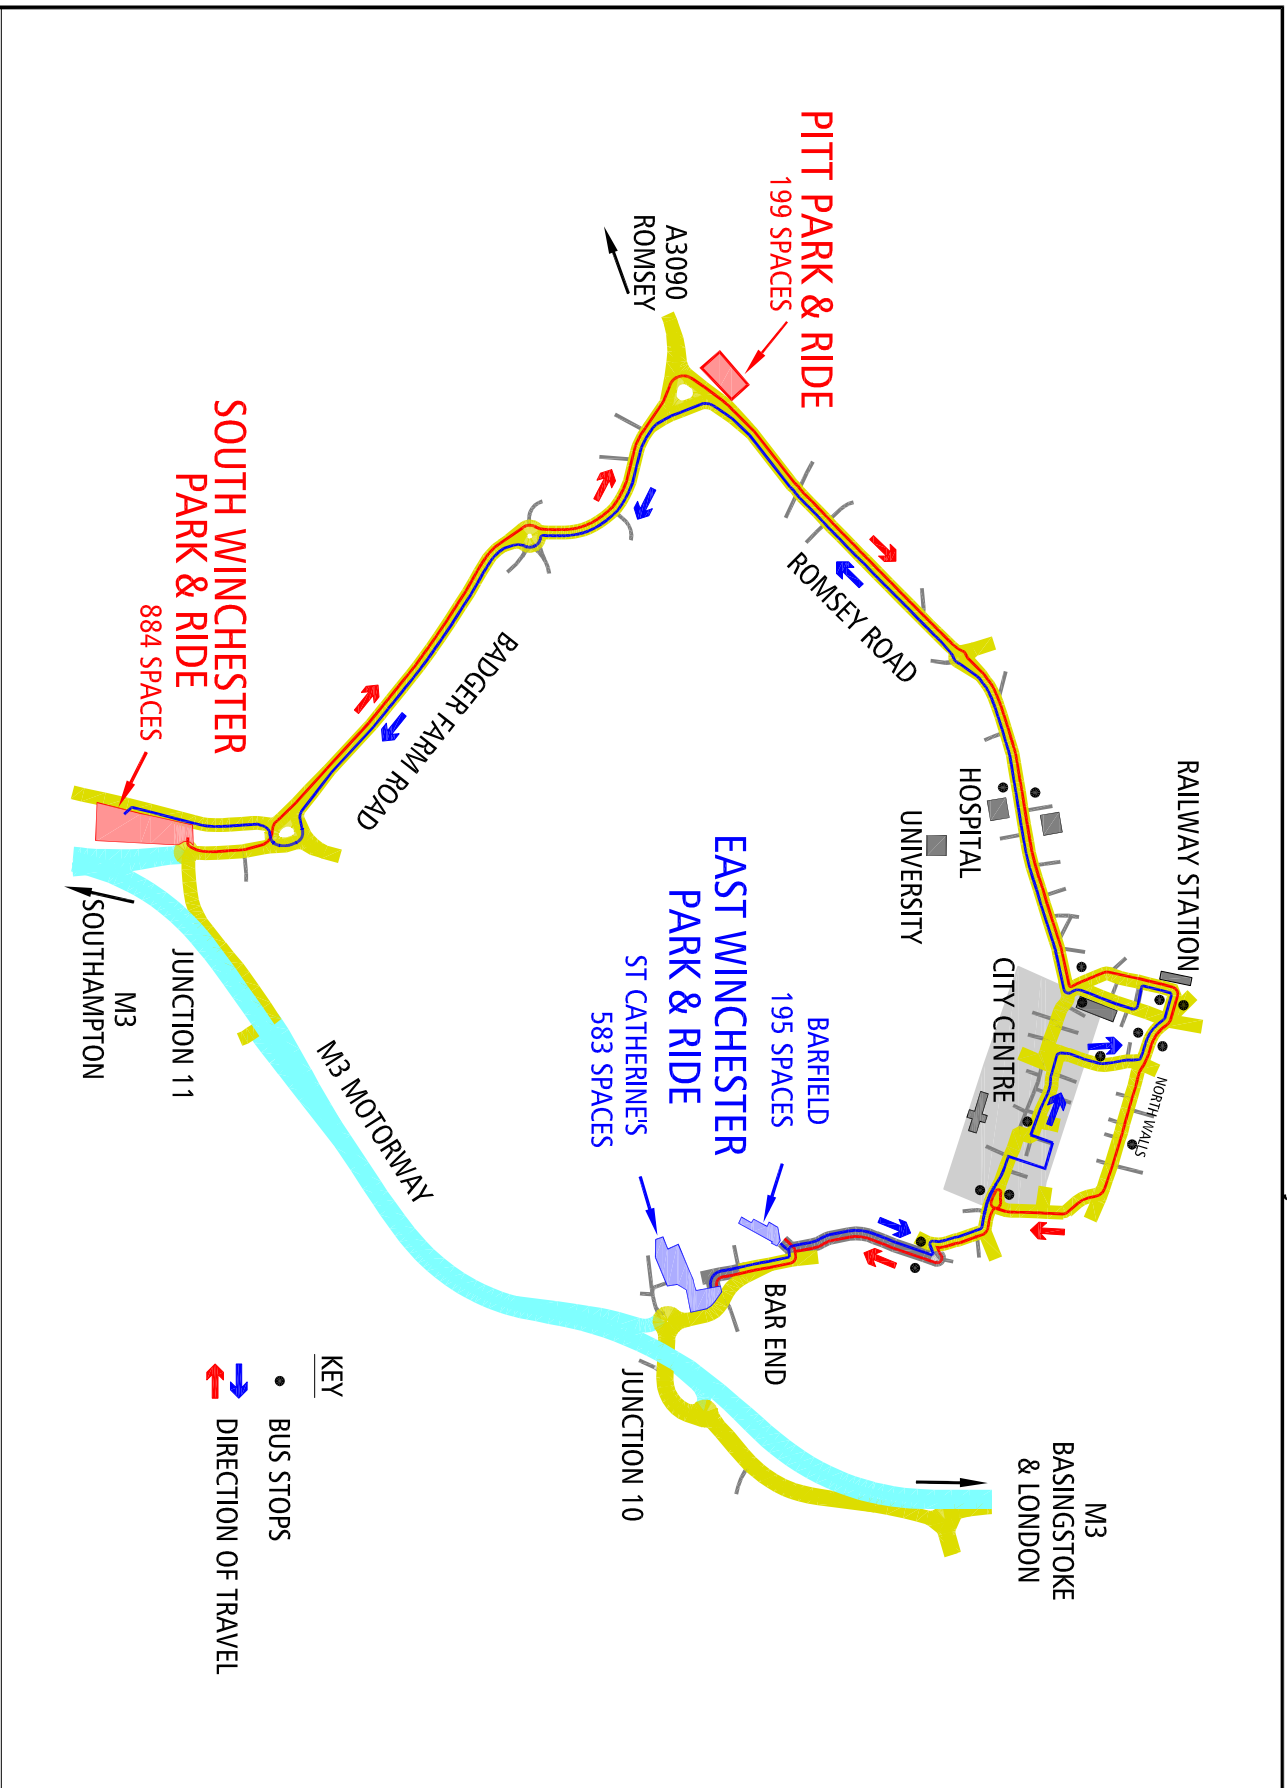 RAILWAY STATION
NORTH WALLS
PITT PARK & RIDE
199 SPACES
HOSPITAL
UNIVERSITY
CITY CENTRE
ROMSEY ROAD
A3090
ROMSEY
M3
BASINGSTOKE
& LONDON
BARFIELD
195 SPACES
EAST WINCHESTER
PARK & RIDE
ST CATHERINE'S
583 SPACES
BAR END
JUNCTION 10
BADGER FARM ROAD
M3 MOTORWAY
SOUTH WINCHESTER
PARK & RIDE
884 SPACES
JUNCTION 11
M3
SOUTHAMPTON
KEY
BUS STOPS
DIRECTION OF TRAVEL